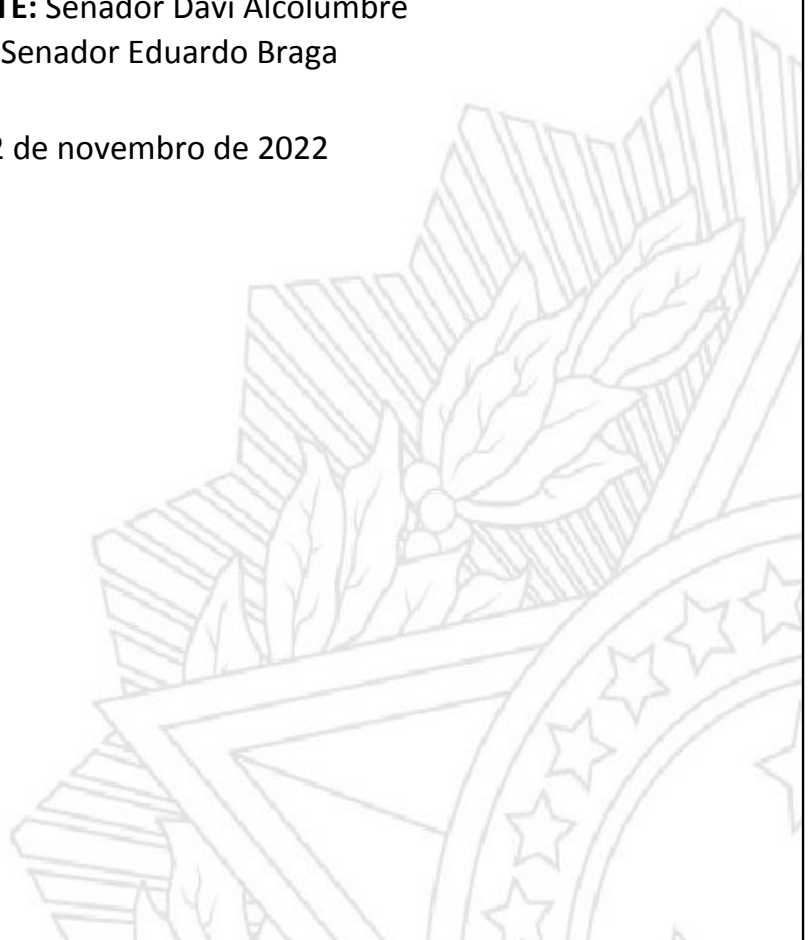 TE: Senador Davi Alcolumbre
Senador Eduardo Braga
2 de novembro de 2022